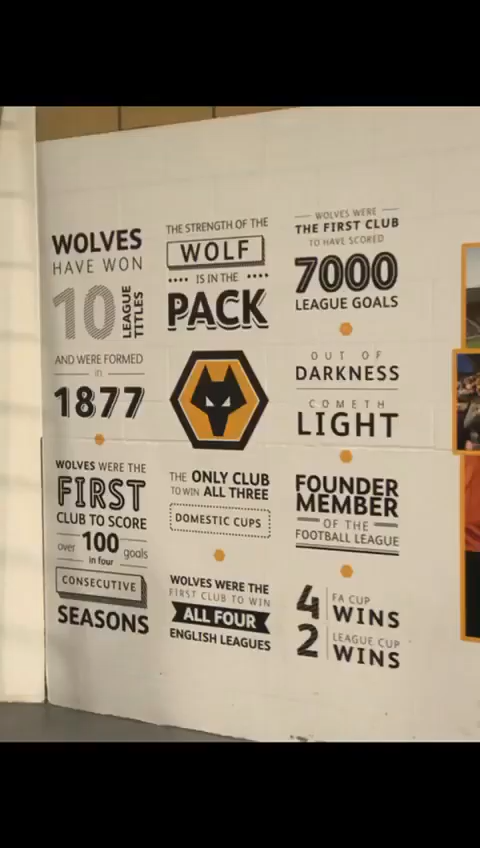 WOLVES
HAVE WON
10 LEAGUE TITLES
AND WERE FORMED
in
1877
WOLVES WERE THE
FIRST
CLUB TO SCORE
over 100 goals
in four
CONSECUTIVE
SEASONS
THE STRENGTH OF THE
WOLF
IS IN THE
PACK
THE ONLY CLUB
TO WIN ALL THREE
DOMESTIC CUPS
WOLVES WERE THE
FIRST CLUB TO WIN
ALL FOUR
ENGLISH LEAGUES
WOLVES WERE
THE FIRST CLUB
TO HAVE SCORED
7000
LEAGUE GOALS
OUT OF
DARKNESS
COMETH
LIGHT
FOUNDER
MEMBER
OF THE
FOOTBALL LEAGUE
4 FA CUP
WINS
2 LEAGUE CUP
WINS